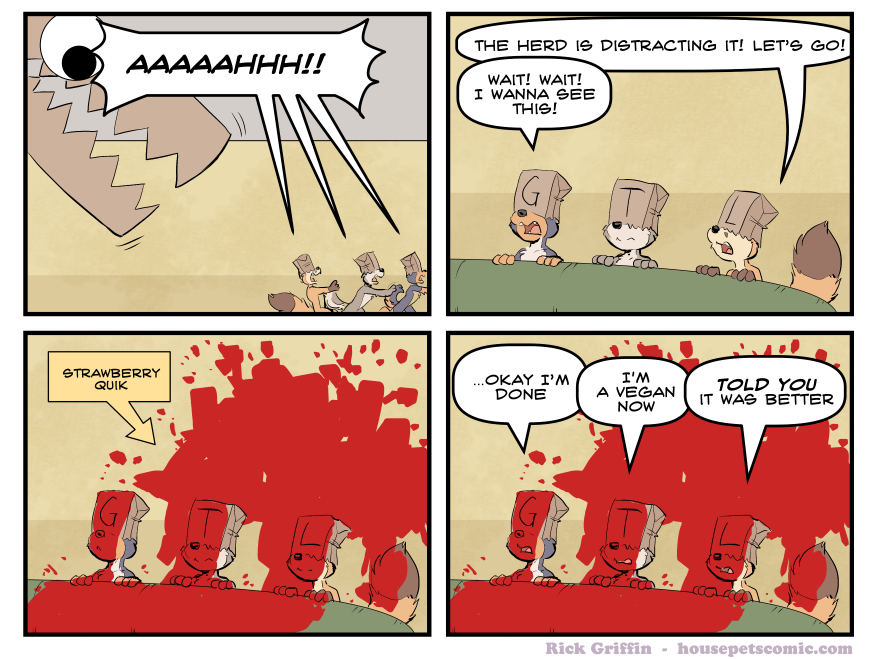 AAAAAHHH!!
THE HERD IS DISTRACTING IT! LET'S GO!
WAIT! WAIT!
I WANNA SEE
THIS!
G
T
L
STRAWBERRY
QUIK
G
T
L
...OKAY I'M
DONE
I'M
A VEGAN
NOW
TOLD YOU
IT WAS BETTER
G
T
L
Rick Griffin - housepetscomic.com